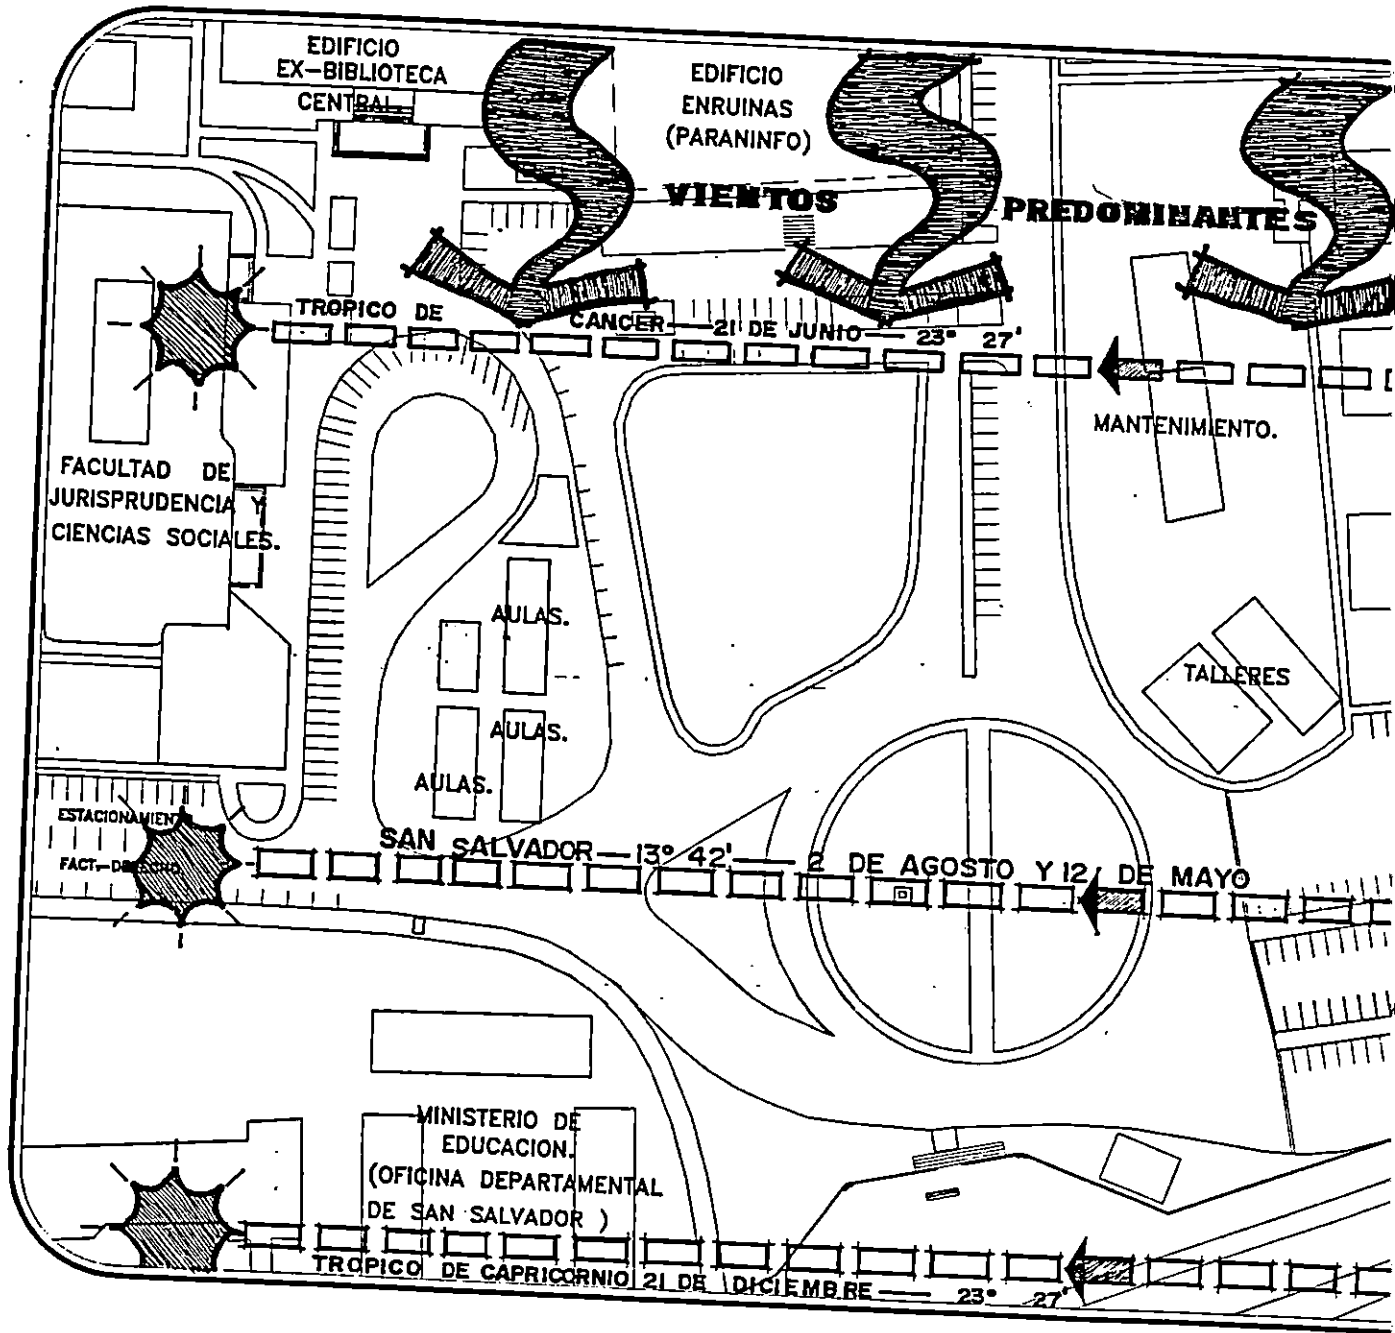 EDIFICIO
EX-BIBLIOTECA
CENTRAL.
EDIFICIO
ENRUINAS
(PARANINFO)
VIENTOS PREDOMINANTES
TROPICO DE CANCER — 21 DE JUNIO — 23° 27'
MANTENIMIENTO.
FACULTAD DE
JURISPRUDENCIA Y
CIENCIAS SOCIALES.
AULAS.
TALLERES
AULAS.
AULAS.
ESTACIONAMIENTO
FACT.—DERECHO.
SAN SALVADOR — 13° 42' — 2 DE AGOSTO Y 12 DE MAYO
MINISTERIO DE
EDUCACION.
(OFICINA DEPARTAMENTAL
DE SAN SALVADOR )
TROPICO DE CAPRICORNIO 21 DE DICIEMBRE — 23° 27'